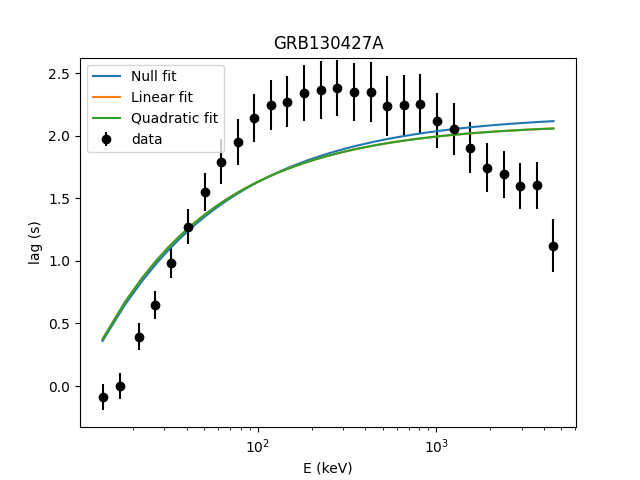 GRB130427A
Null fit
Linear fit
Quadratic fit
data
lag (s)
2.5
2.0
1.5
1.0
0.5
0.0
10²
10³
E (keV)